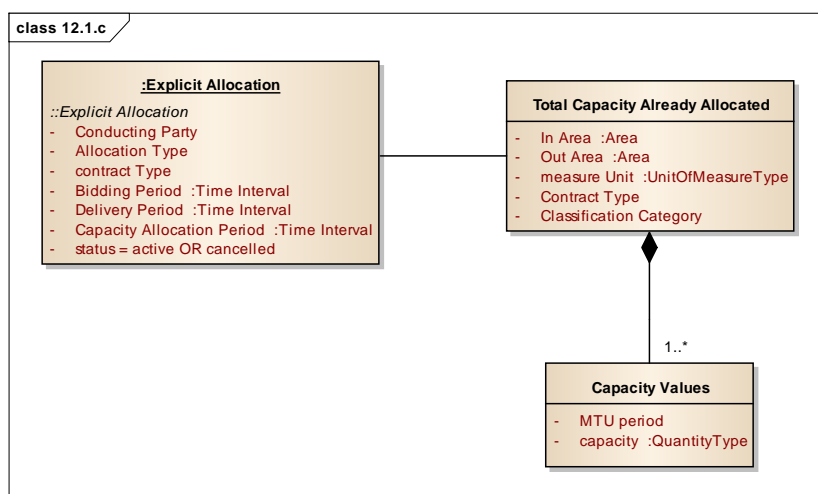 class 12.1.c
:Explicit Allocation
::Explicit Allocation
- Conducting Party
- Allocation Type
- contract Type
- Bidding Period :Time Interval
- Delivery Period :Time Interval
- Capacity Allocation Period :Time Interval
- status = active OR cancelled
Total Capacity Already Allocated
- In Area :Area
- Out Area :Area
- measure Unit :UnitOfMeasureType
- Contract Type
- Classification Category
1..*
Capacity Values
- MTU period
- capacity :QuantityType